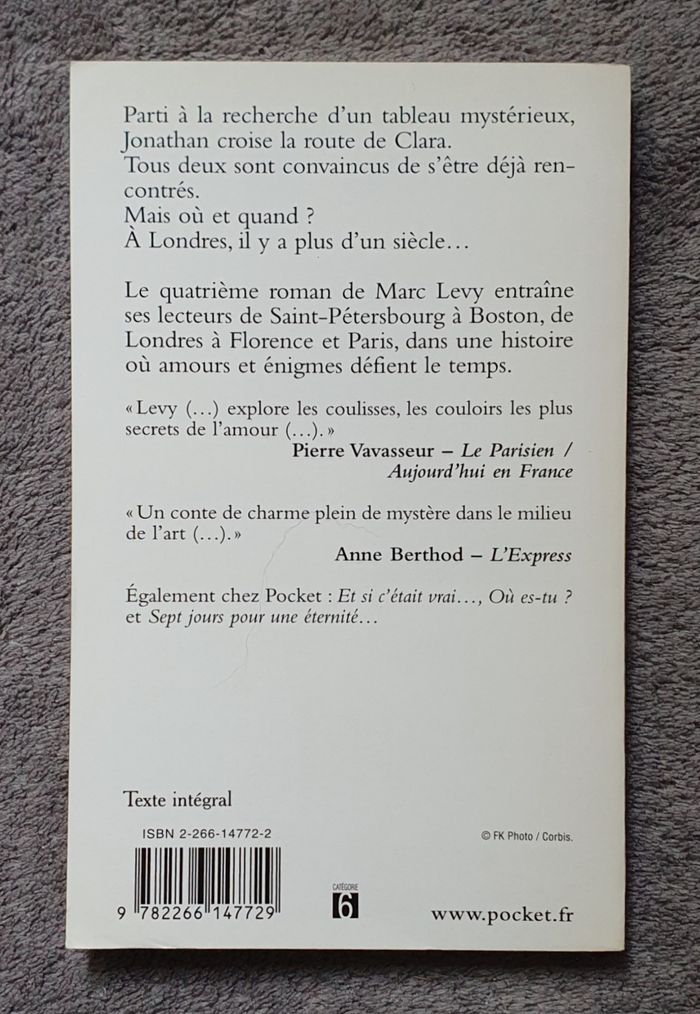 Parti à la recherche d'un tableau mystérieux,
Jonathan croise la route de Clara.
Tous deux sont convaincus de s'être déjà ren-
contrés.
Mais où et quand ?
À Londres, il y a plus d'un siècle…
Le quatrième roman de Marc Levy entraîne
ses lecteurs de Saint-Pétersbourg à Boston, de
Londres à Florence et Paris, dans une histoire
où amours et énigmes défient le temps.
« Levy (…) explore les coulisses, les couloirs les plus
secrets de l'amour (…). »
Pierre Vavasseur – Le Parisien /
Aujourd'hui en France
« Un conte de charme plein de mystère dans le milieu
de l'art (…). »
Anne Berthod – L'Express
Également chez Pocket : Et si c'était vrai…, Où es-tu ?
et Sept jours pour une éternité…
Texte intégral
ISBN 2-266-14772-2
© FK Photo / Corbis.
9 782266 147729
CATÉGORIE
6
www.pocket.fr